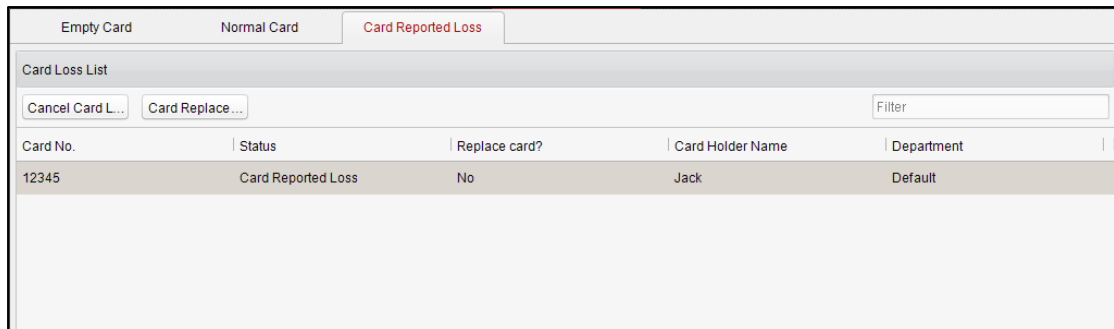 Empty Card Normal Card Card Reported Loss
Card Loss List
Cancel Card L... Card Replace... Filter
Card No. Status Replace card? Card Holder Name Department
12345 Card Reported Loss No Jack Default